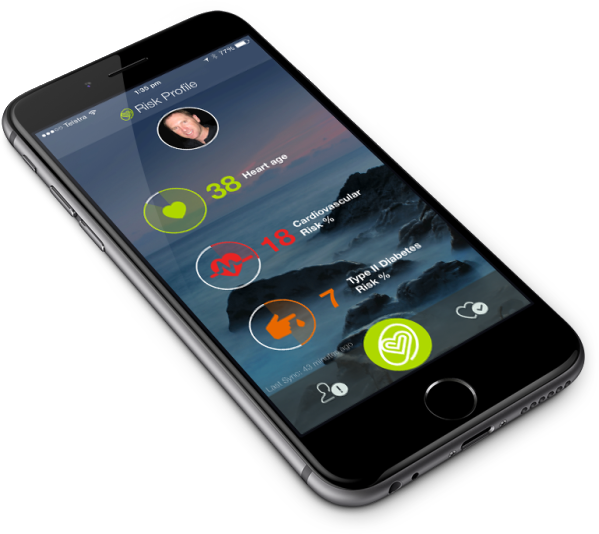 Telstra 1:35 pm 77%
Risk Profile
38 Heart age
18 Cardiovascular
Risk %
7 Type II Diabetes
Risk %
Last Sync: 43 minutes ago